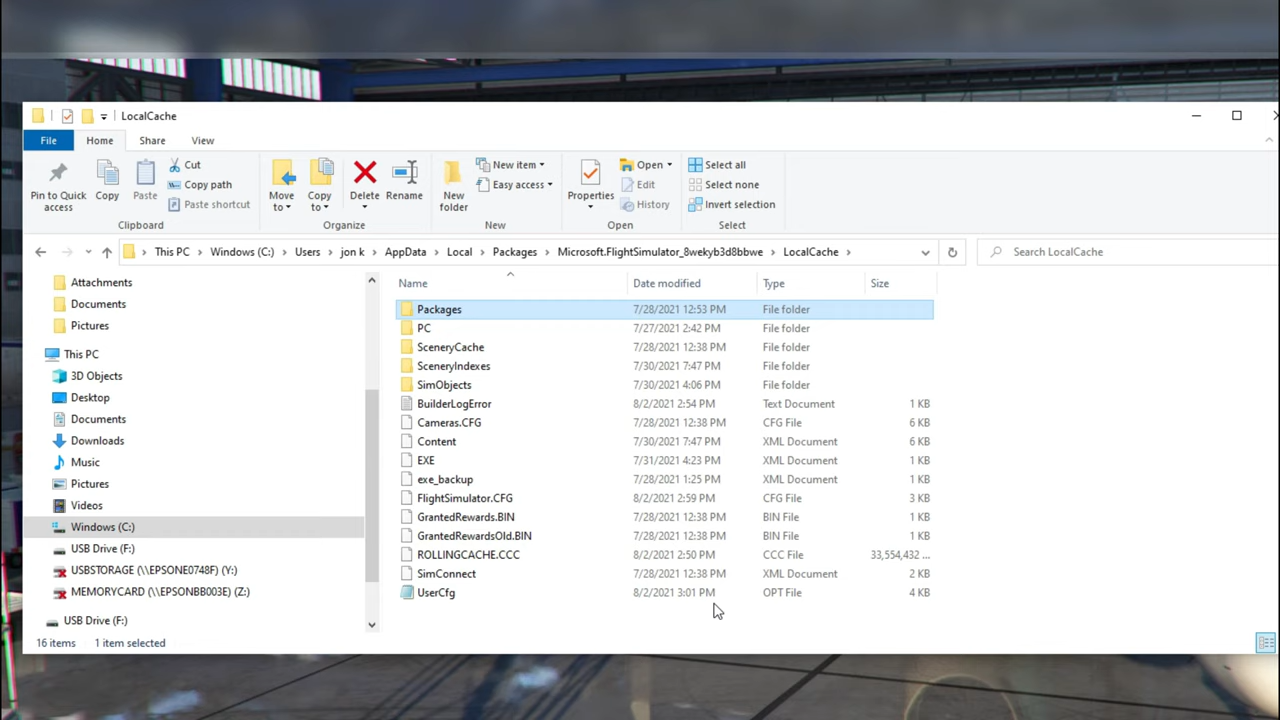 LocalCache
File Home Share View
Pin to Quick access
Copy
Paste
Cut
Copy path
Paste shortcut
Clipboard
Move to
Copy to
Delete
Rename
Organize
New folder
New item
Easy access
New
Properties
Open
Edit
History
Open
Select all
Select none
Invert selection
Select
This PC > Windows (C:) > Users > jon k > AppData > Local > Packages > Microsoft.FlightSimulator_8wekyb3d8bbwe > LocalCache >
Search LocalCache
Attachments
Documents
Pictures
This PC
3D Objects
Desktop
Documents
Downloads
Music
Pictures
Videos
Windows (C:)
USB Drive (F:)
USBSTORAGE (\\EPSONE0748F) (Y:)
MEMORYCARD (\\EPSONBB003E) (Z:)
USB Drive (F:)
Name Date modified Type Size
Packages 7/28/2021 12:53 PM File folder
PC 7/27/2021 2:42 PM File folder
SceneryCache 7/28/2021 12:38 PM File folder
SceneryIndexes 7/30/2021 7:47 PM File folder
SimObjects 7/30/2021 4:06 PM File folder
BuilderLogError 8/2/2021 2:54 PM Text Document 1 KB
Cameras.CFG 7/28/2021 12:38 PM CFG File 6 KB
Content 7/30/2021 7:47 PM XML Document 6 KB
EXE 7/31/2021 4:23 PM XML Document 1 KB
exe_backup 7/28/2021 1:25 PM XML Document 1 KB
FlightSimulator.CFG 8/2/2021 2:59 PM CFG File 3 KB
GrantedRewards.BIN 7/28/2021 12:38 PM BIN File 1 KB
GrantedRewardsOld.BIN 7/28/2021 12:38 PM BIN File 1 KB
ROLLINGCACHE.CCC 8/2/2021 2:50 PM CCC File 33,554,432 ...
SimConnect 7/28/2021 12:38 PM XML Document 2 KB
UserCfg 8/2/2021 3:01 PM OPT File 4 KB
16 items 1 item selected